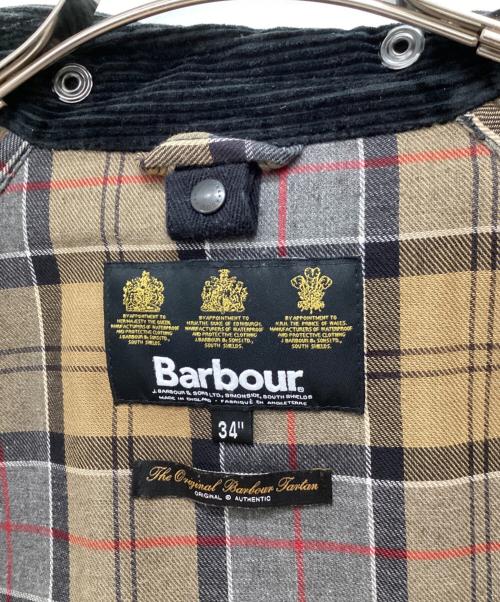 BY APPOINTMENT TO
HER MAJESTY THE QUEEN
MANUFACTURERS OF WATERPROOF
AND PROTECTIVE CLOTHING
J.BARBOUR & SONS LTD.
SOUTH SHIELDS.
BY APPOINTMENT TO
H.R.H. THE DUKE OF EDINBURGH
MANUFACTURERS OF WATERPROOF
AND PROTECTIVE CLOTHING
J.BARBOUR & SONS LTD.
SOUTH SHIELDS.
BY APPOINTMENT TO
H.R.H. THE PRINCE OF WALES
MANUFACTURERS OF WATERPROOF
AND PROTECTIVE CLOTHING
J.BARBOUR & SONS LTD.
SOUTH SHIELDS.
Barbour®
J. BARBOUR & SONS LTD, SIMONSIDE, SOUTH SHIELDS
MADE IN ENGLAND - FABRIQUÉ EN ANGLETERRE
34"
The Original Barbour Tartan
ORIGINAL © AUTHENTIC